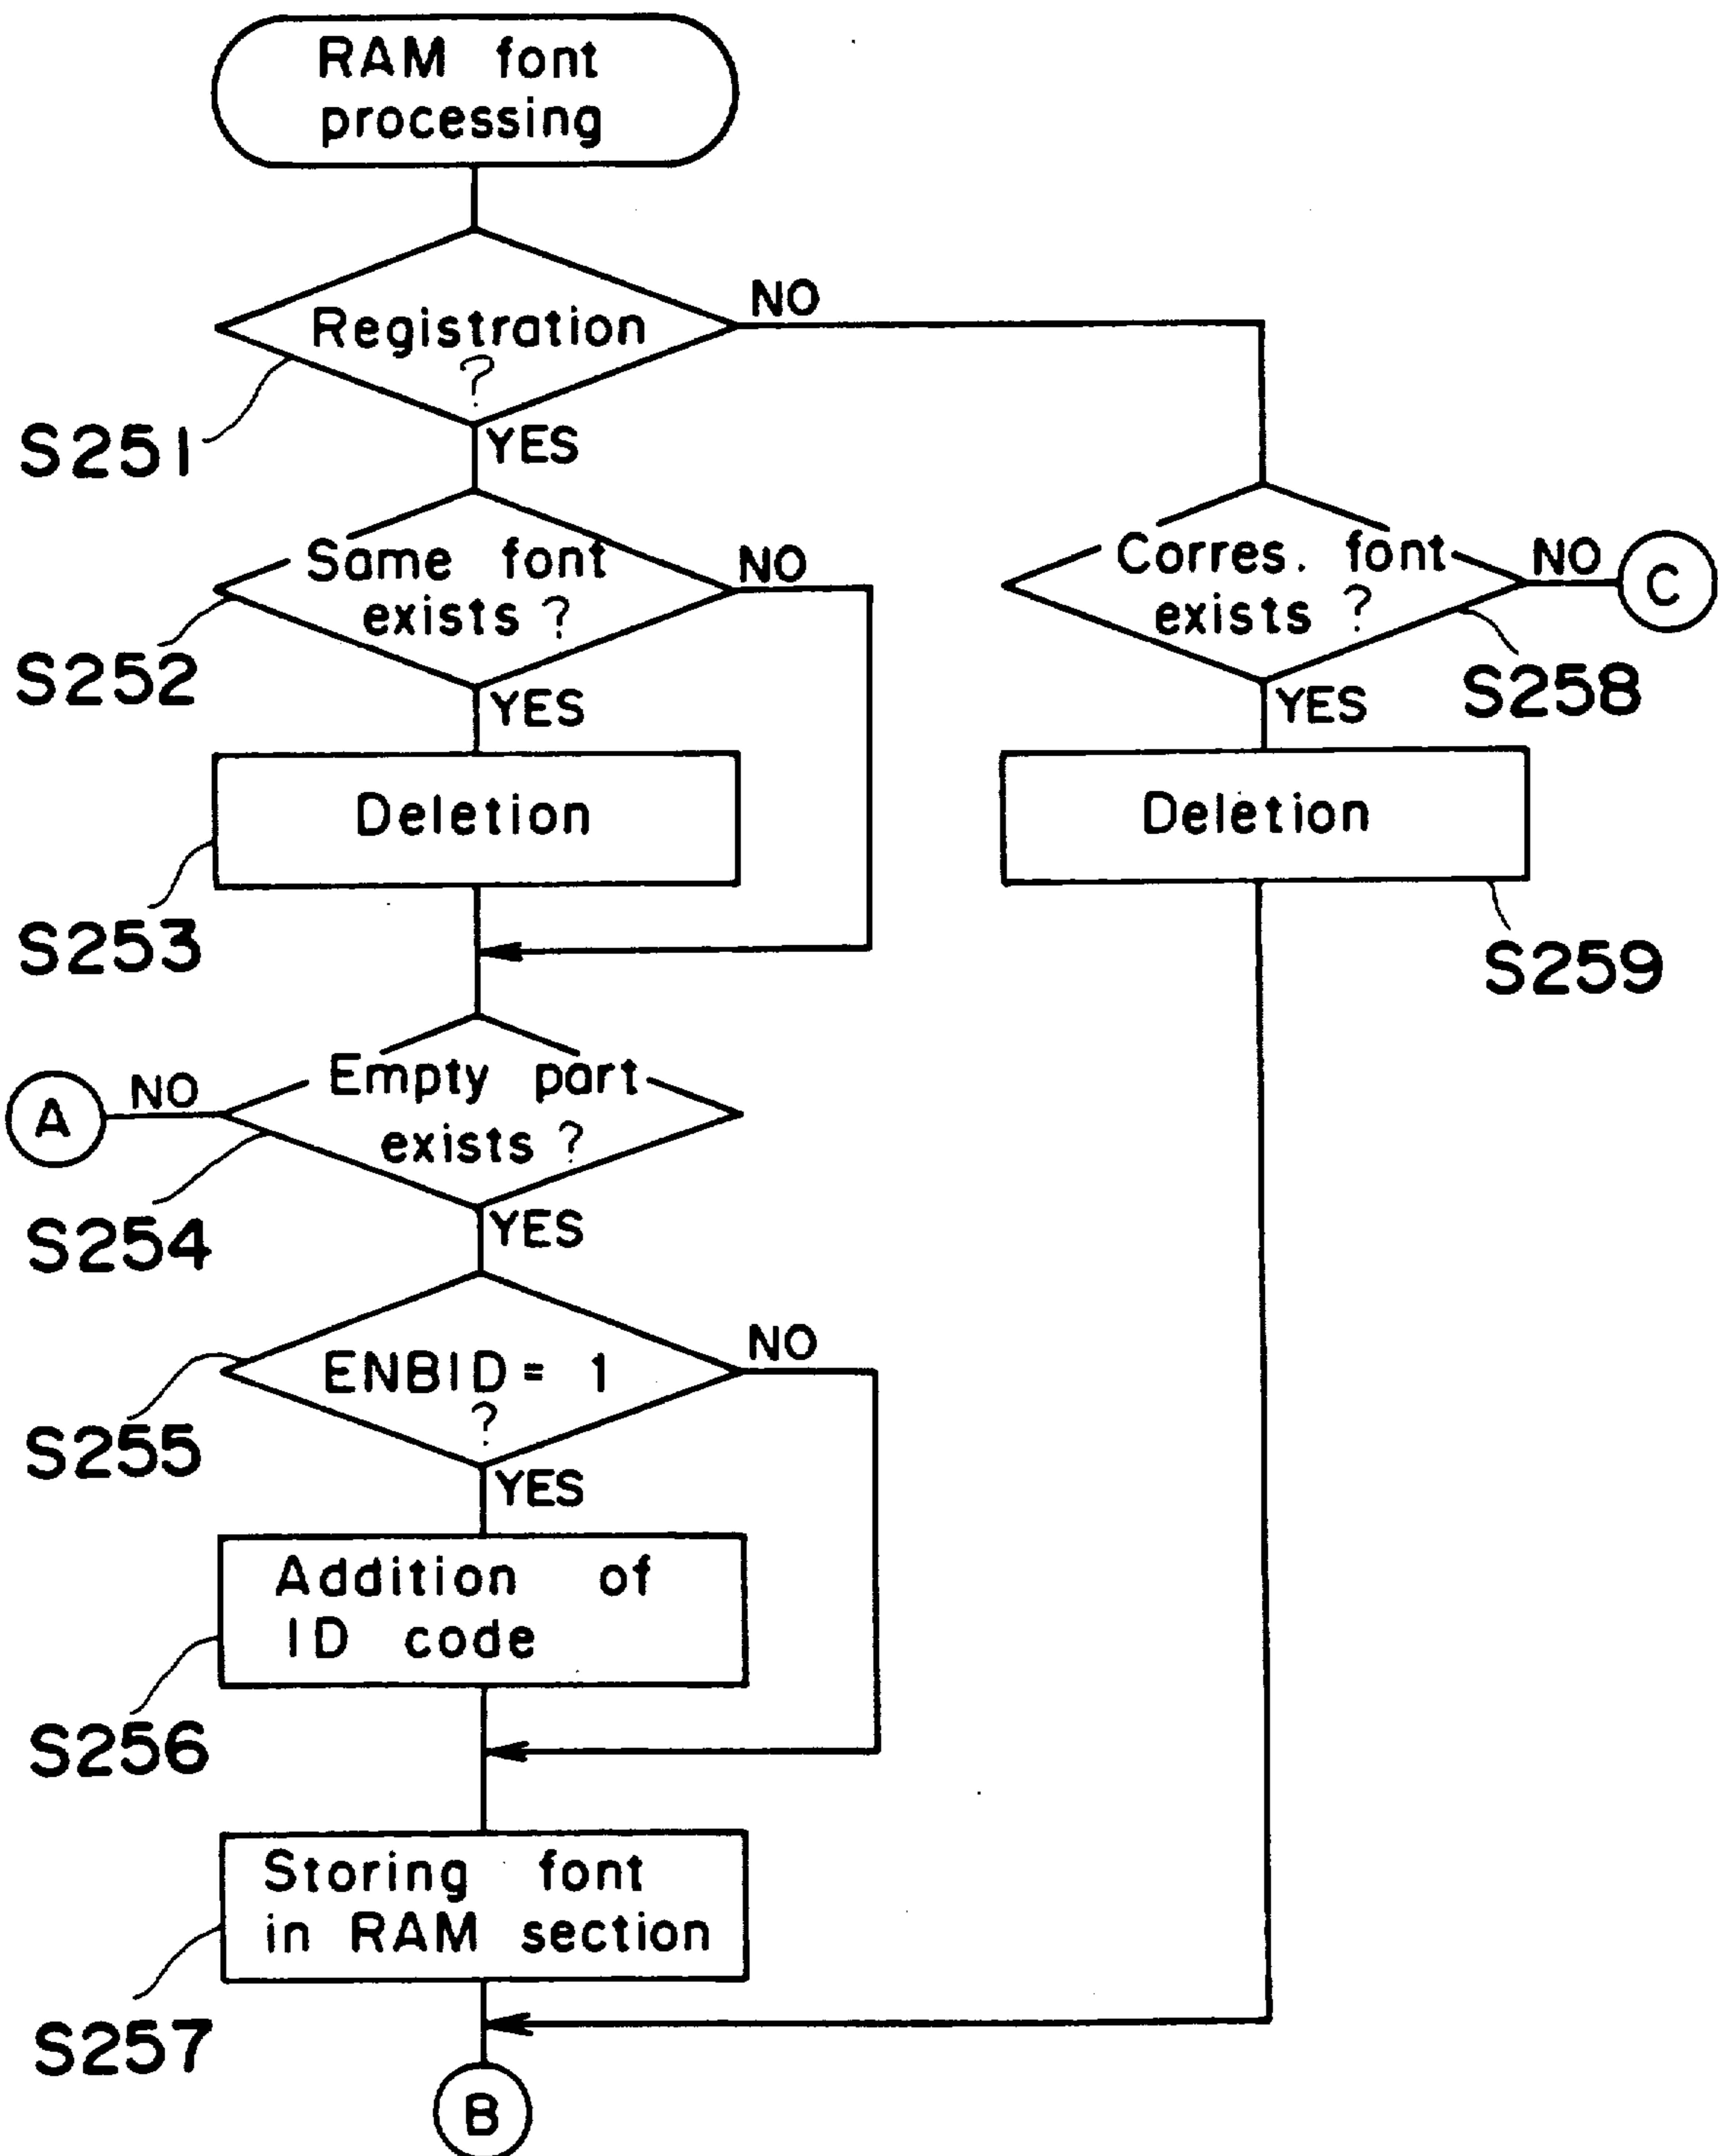 RAM font
processing
Registration
?
NO
S251
YES
Same font
exists ?
NO
S252
YES
Corres. font
exists ?
NO
C
S258
YES
Deletion
S253
Deletion
S259
Empty part
exists ?
NO
A
S254
YES
ENBID = 1
?
NO
S255
YES
Addition of
ID code
S256
Storing font
in RAM section
S257
B